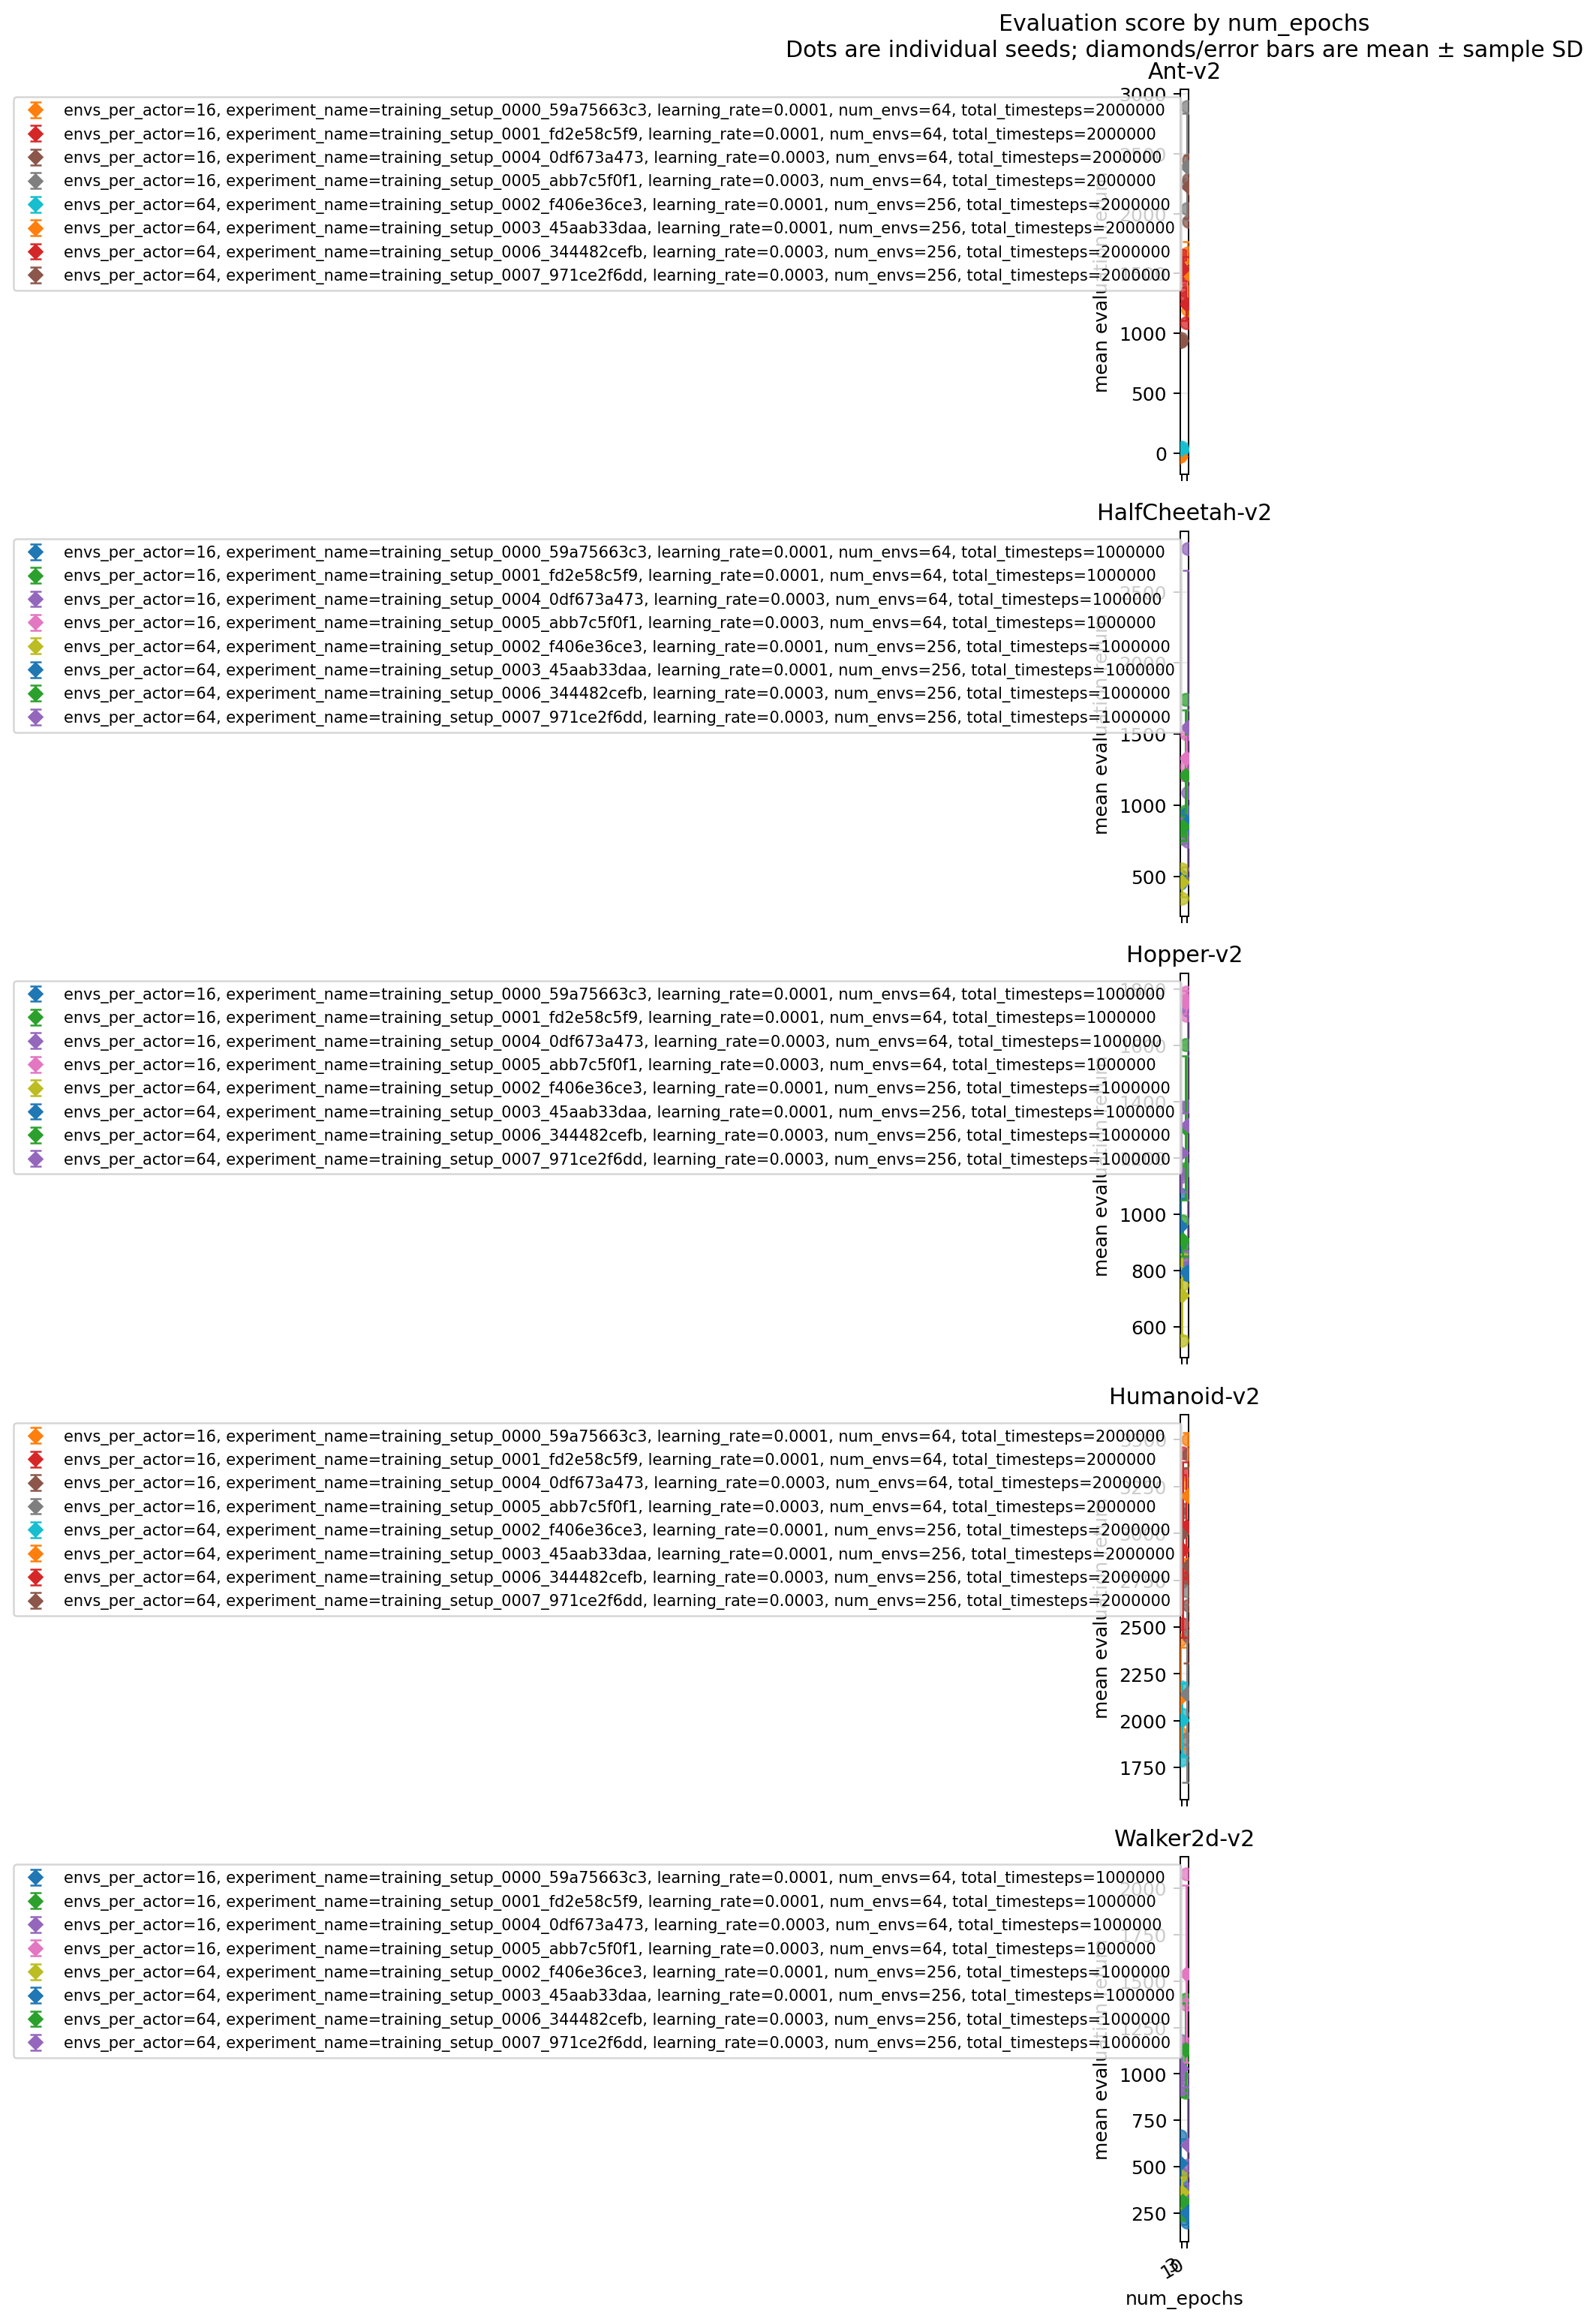 Evaluation score by num_epochs
Dots are individual seeds; diamonds/error bars are mean ± sample SD
Ant-v2
3000
envs_per_actor=16, experiment_name=training_setup_0000_59a75663c3, learning_rate=0.0001, num_envs=64, total_timesteps=2000000
envs_per_actor=16, experiment_name=training_setup_0001_fd2e58c5f9, learning_rate=0.0001, num_envs=64, total_timesteps=2000000
envs_per_actor=16, experiment_name=training_setup_0004_0df673a473, learning_rate=0.0003, num_envs=64, total_timesteps=2000000
envs_per_actor=16, experiment_name=training_setup_0005_abb7c5f0f1, learning_rate=0.0003, num_envs=64, total_timesteps=2000000
envs_per_actor=64, experiment_name=training_setup_0002_f406e36ce3, learning_rate=0.0001, num_envs=256, total_timesteps=2000000
envs_per_actor=64, experiment_name=training_setup_0003_45aab33daa, learning_rate=0.0001, num_envs=256, total_timesteps=2000000
envs_per_actor=64, experiment_name=training_setup_0006_344482cefb, learning_rate=0.0003, num_envs=256, total_timesteps=2000000
envs_per_actor=64, experiment_name=training_setup_0007_971ce2f6dd, learning_rate=0.0003, num_envs=256, total_timesteps=2000000
mean evaluation return
1000
500
0
HalfCheetah-v2
envs_per_actor=16, experiment_name=training_setup_0000_59a75663c3, learning_rate=0.0001, num_envs=64, total_timesteps=1000000
envs_per_actor=16, experiment_name=training_setup_0001_fd2e58c5f9, learning_rate=0.0001, num_envs=64, total_timesteps=1000000
envs_per_actor=16, experiment_name=training_setup_0004_0df673a473, learning_rate=0.0003, num_envs=64, total_timesteps=1000000
envs_per_actor=16, experiment_name=training_setup_0005_abb7c5f0f1, learning_rate=0.0003, num_envs=64, total_timesteps=1000000
envs_per_actor=64, experiment_name=training_setup_0002_f406e36ce3, learning_rate=0.0001, num_envs=256, total_timesteps=1000000
envs_per_actor=64, experiment_name=training_setup_0003_45aab33daa, learning_rate=0.0001, num_envs=256, total_timesteps=1000000
envs_per_actor=64, experiment_name=training_setup_0006_344482cefb, learning_rate=0.0003, num_envs=256, total_timesteps=1000000
envs_per_actor=64, experiment_name=training_setup_0007_971ce2f6dd, learning_rate=0.0003, num_envs=256, total_timesteps=1000000
mean evaluation return
1500
1000
500
Hopper-v2
envs_per_actor=16, experiment_name=training_setup_0000_59a75663c3, learning_rate=0.0001, num_envs=64, total_timesteps=1000000
envs_per_actor=16, experiment_name=training_setup_0001_fd2e58c5f9, learning_rate=0.0001, num_envs=64, total_timesteps=1000000
envs_per_actor=16, experiment_name=training_setup_0004_0df673a473, learning_rate=0.0003, num_envs=64, total_timesteps=1000000
envs_per_actor=16, experiment_name=training_setup_0005_abb7c5f0f1, learning_rate=0.0003, num_envs=64, total_timesteps=1000000
envs_per_actor=64, experiment_name=training_setup_0002_f406e36ce3, learning_rate=0.0001, num_envs=256, total_timesteps=1000000
envs_per_actor=64, experiment_name=training_setup_0003_45aab33daa, learning_rate=0.0001, num_envs=256, total_timesteps=1000000
envs_per_actor=64, experiment_name=training_setup_0006_344482cefb, learning_rate=0.0003, num_envs=256, total_timesteps=1000000
envs_per_actor=64, experiment_name=training_setup_0007_971ce2f6dd, learning_rate=0.0003, num_envs=256, total_timesteps=1000000
mean evaluation return
1000
800
600
Humanoid-v2
envs_per_actor=16, experiment_name=training_setup_0000_59a75663c3, learning_rate=0.0001, num_envs=64, total_timesteps=2000000
envs_per_actor=16, experiment_name=training_setup_0001_fd2e58c5f9, learning_rate=0.0001, num_envs=64, total_timesteps=2000000
envs_per_actor=16, experiment_name=training_setup_0004_0df673a473, learning_rate=0.0003, num_envs=64, total_timesteps=2000000
envs_per_actor=16, experiment_name=training_setup_0005_abb7c5f0f1, learning_rate=0.0003, num_envs=64, total_timesteps=2000000
envs_per_actor=64, experiment_name=training_setup_0002_f406e36ce3, learning_rate=0.0001, num_envs=256, total_timesteps=2000000
envs_per_actor=64, experiment_name=training_setup_0003_45aab33daa, learning_rate=0.0001, num_envs=256, total_timesteps=2000000
envs_per_actor=64, experiment_name=training_setup_0006_344482cefb, learning_rate=0.0003, num_envs=256, total_timesteps=2000000
envs_per_actor=64, experiment_name=training_setup_0007_971ce2f6dd, learning_rate=0.0003, num_envs=256, total_timesteps=2000000
mean evaluation return
2500
2250
2000
1750
Walker2d-v2
envs_per_actor=16, experiment_name=training_setup_0000_59a75663c3, learning_rate=0.0001, num_envs=64, total_timesteps=1000000
envs_per_actor=16, experiment_name=training_setup_0001_fd2e58c5f9, learning_rate=0.0001, num_envs=64, total_timesteps=1000000
envs_per_actor=16, experiment_name=training_setup_0004_0df673a473, learning_rate=0.0003, num_envs=64, total_timesteps=1000000
envs_per_actor=16, experiment_name=training_setup_0005_abb7c5f0f1, learning_rate=0.0003, num_envs=64, total_timesteps=1000000
envs_per_actor=64, experiment_name=training_setup_0002_f406e36ce3, learning_rate=0.0001, num_envs=256, total_timesteps=1000000
envs_per_actor=64, experiment_name=training_setup_0003_45aab33daa, learning_rate=0.0001, num_envs=256, total_timesteps=1000000
envs_per_actor=64, experiment_name=training_setup_0006_344482cefb, learning_rate=0.0003, num_envs=256, total_timesteps=1000000
envs_per_actor=64, experiment_name=training_setup_0007_971ce2f6dd, learning_rate=0.0003, num_envs=256, total_timesteps=1000000
mean evaluation return
1000
750
500
250
3
10
num_epochs